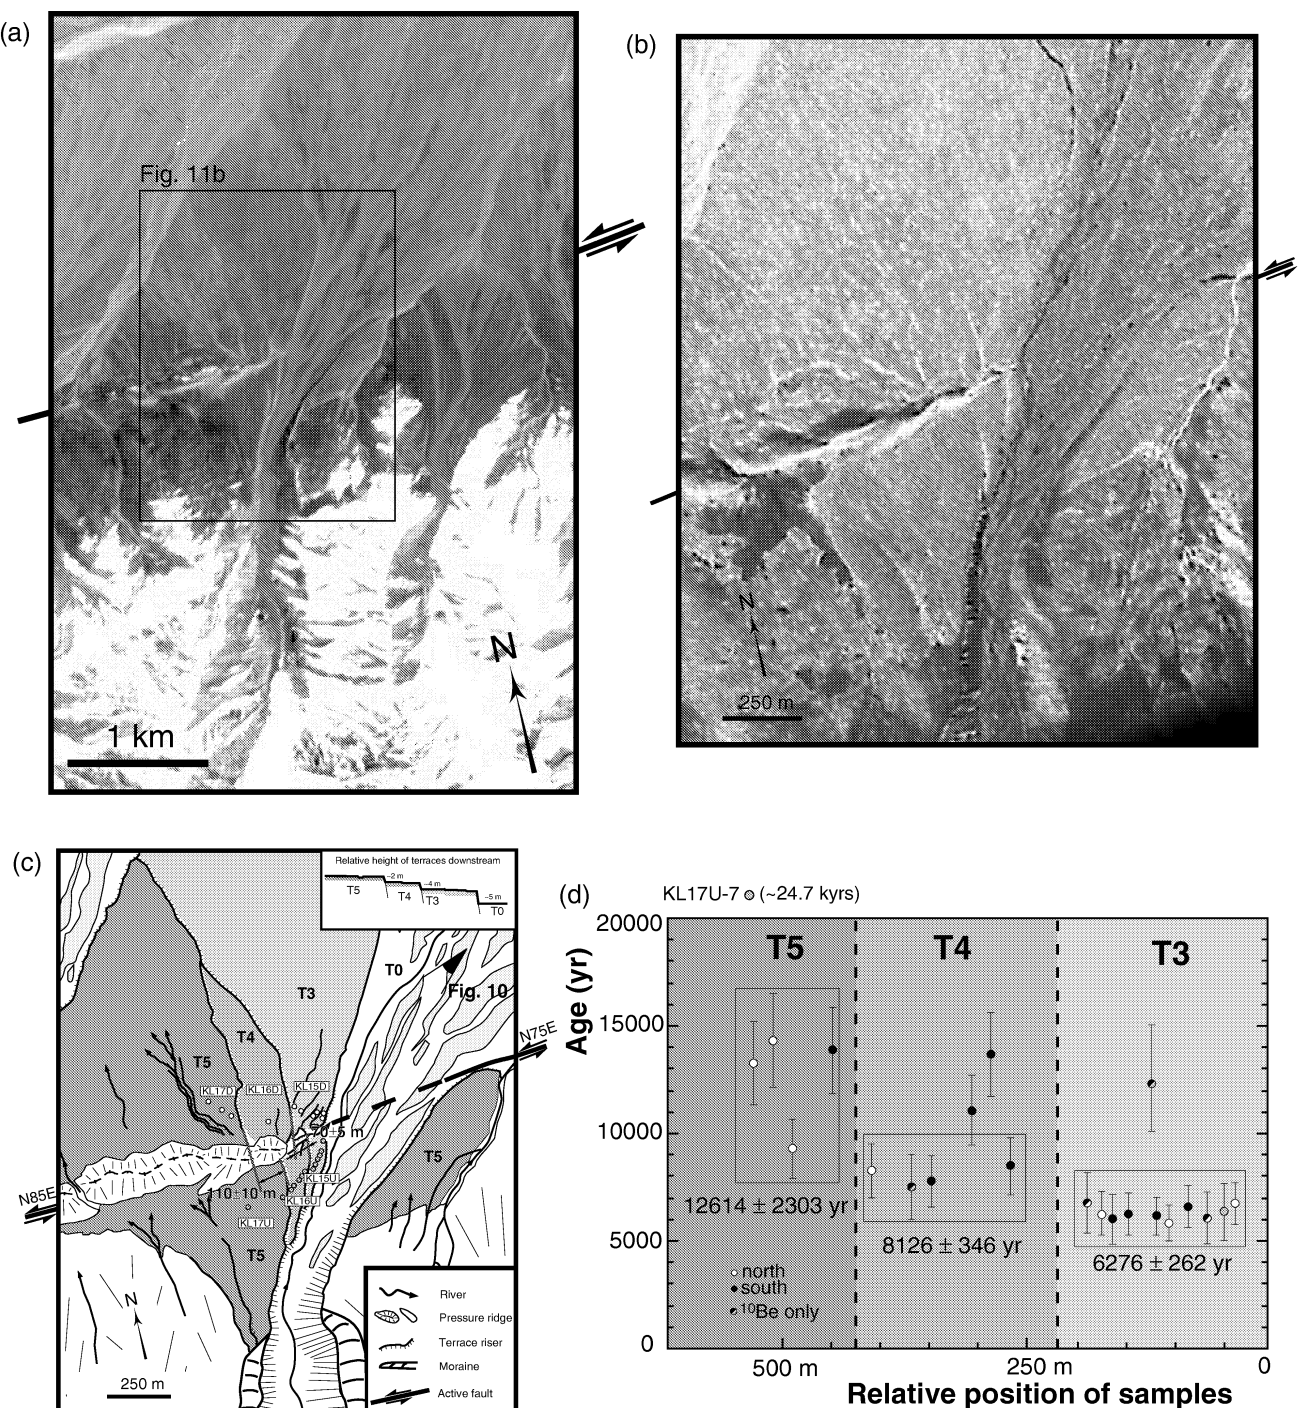 (a)
Fig. 11b
N
1 km
(b)
N
250 m
(c)
Relative height of terraces downstream
~2 m
~4 m
~5 m
T5
T4
T3
T0
T0
Fig. 10
N75E
T3
T4
T5
KL17D
KL16D
KL15D
70±5 m
T5
KL15U
110±10 m
KL16U
KL17U
N85E
T5
N
250 m
River
Pressure ridge
Terrace riser
Moraine
Active fault
(d)
KL17U-7 (~24.7 kyrs)
Age (yr)
20000
15000
10000
5000
0
T5
T4
T3
12614 ± 2303 yr
8126 ± 346 yr
6276 ± 262 yr
north
south
10Be only
500 m
250 m
0
Relative position of samples